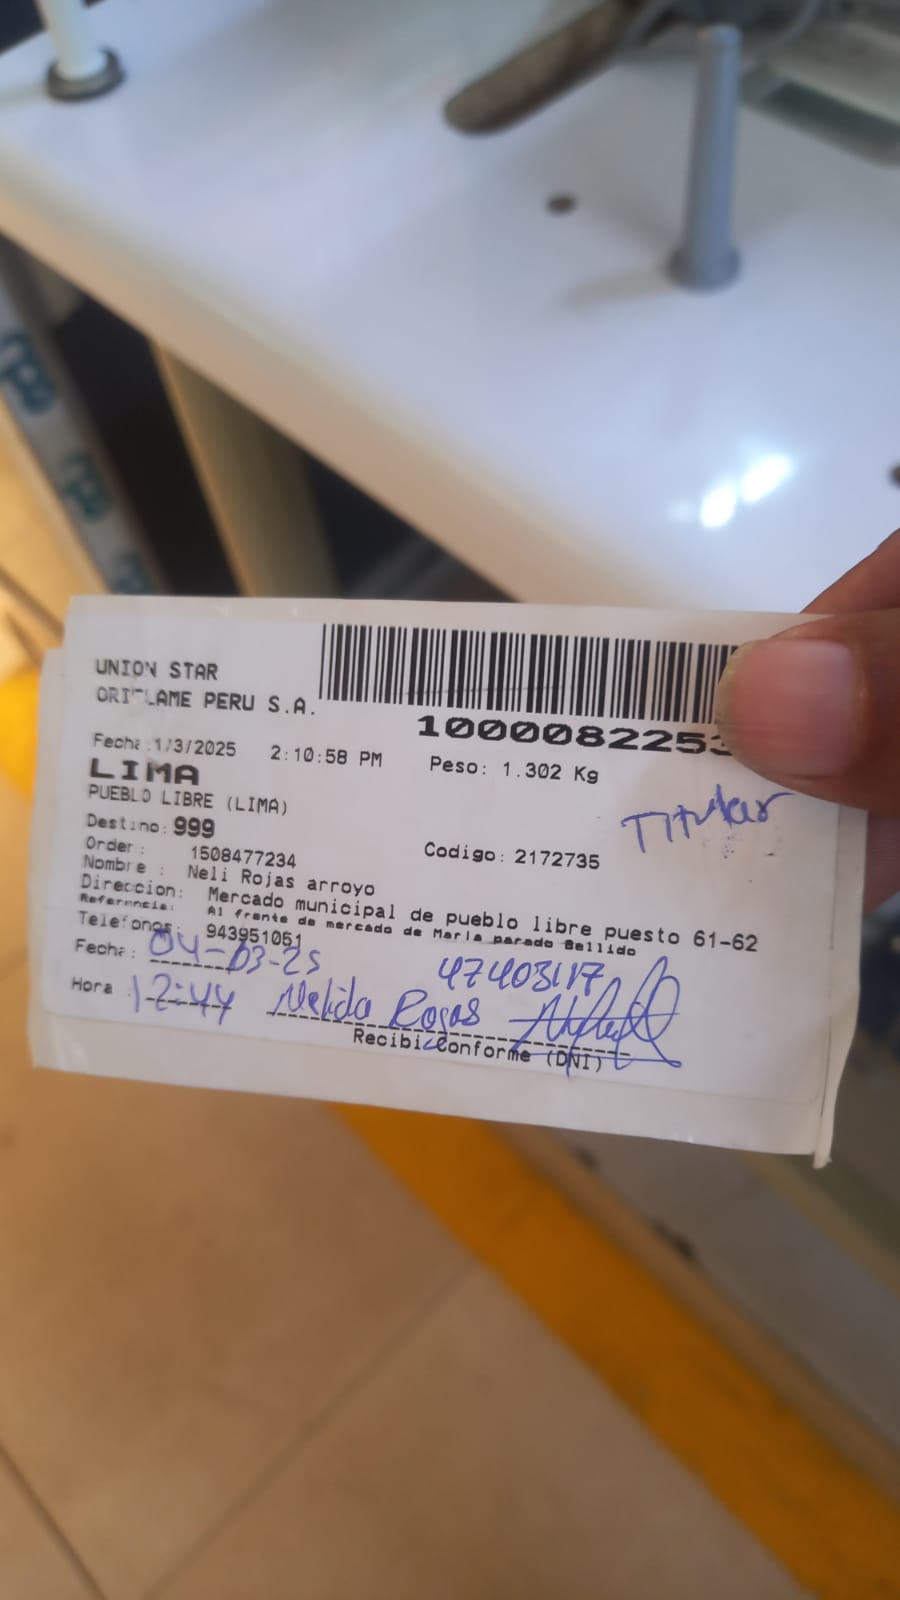 UNION STAR
ORIFLAME PERU S.A.
1000082253
Fecha:1/3/2025 2:10:58 PM Peso: 1.302 Kg
LIMA
PUEBLO LIBRE (LIMA)
Titular
Destino: 999
Order: 1508477234 Codigo: 2172735
Nombre : Neli Rojas arroyo
Direccion: Mercado municipal de pueblo libre puesto 61-62
Referencia: Al frente de mercado de Maria parado Bellido
Telefonos: 943951051
Fecha: 04-03-25 47403117
Hora 12:44 Nelida Rojas
Recibi Conforme (DNI)